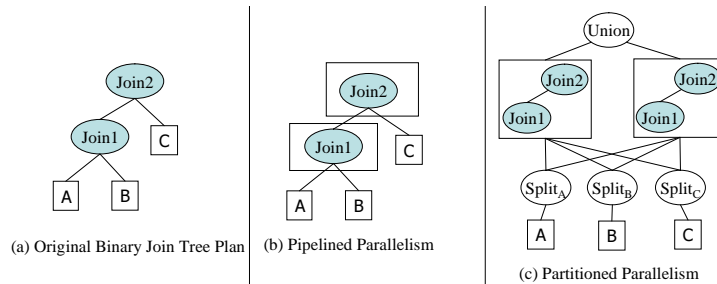 Join2
Join1
C
A
B
(a) Original Binary Join Tree Plan
Join2
Join1
C
A
B
(b) Pipelined Parallelism
Union
Join2
Join1
Join2
Join1
SplitA
SplitB
SplitC
A
B
C
(c) Partitioned Parallelism